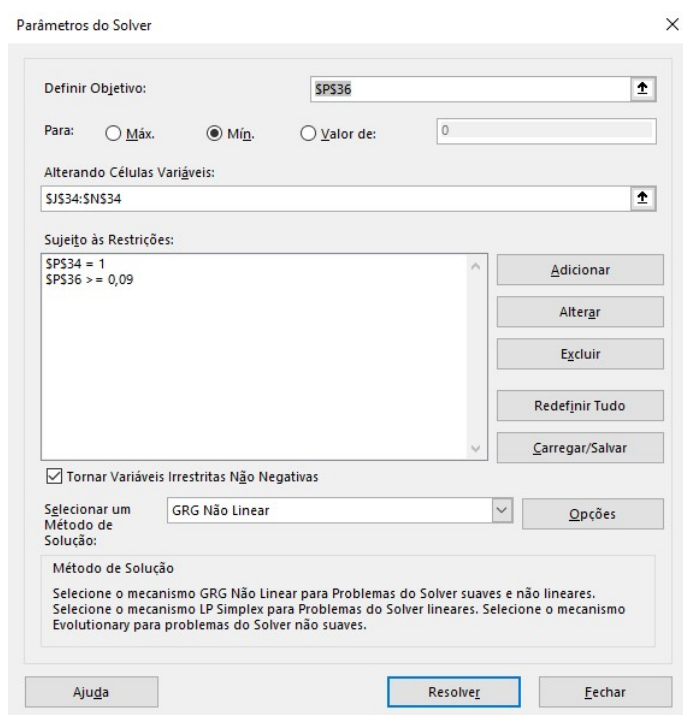 Parâmetros do Solver
Definir Objetivo:
$P$36
Para:
Máx.
Mín.
Valor de:
0
Alterando Células Variáveis:
$J$34:$N$34
Sujeito às Restrições:
$P$34 = 1
$P$36 >= 0,09
Adicionar
Alterar
Excluir
Redefinir Tudo
Carregar/Salvar
Tornar Variáveis Irrestritas Não Negativas
Selecionar um
Método de
Solução:
GRG Não Linear
Opções
Método de Solução
Selecione o mecanismo GRG Não Linear para Problemas do Solver suaves e não lineares.
Selecione o mecanismo LP Simplex para Problemas do Solver lineares. Selecione o mecanismo
Evolutionary para problemas do Solver não suaves.
Ajuda
Resolver
Fechar